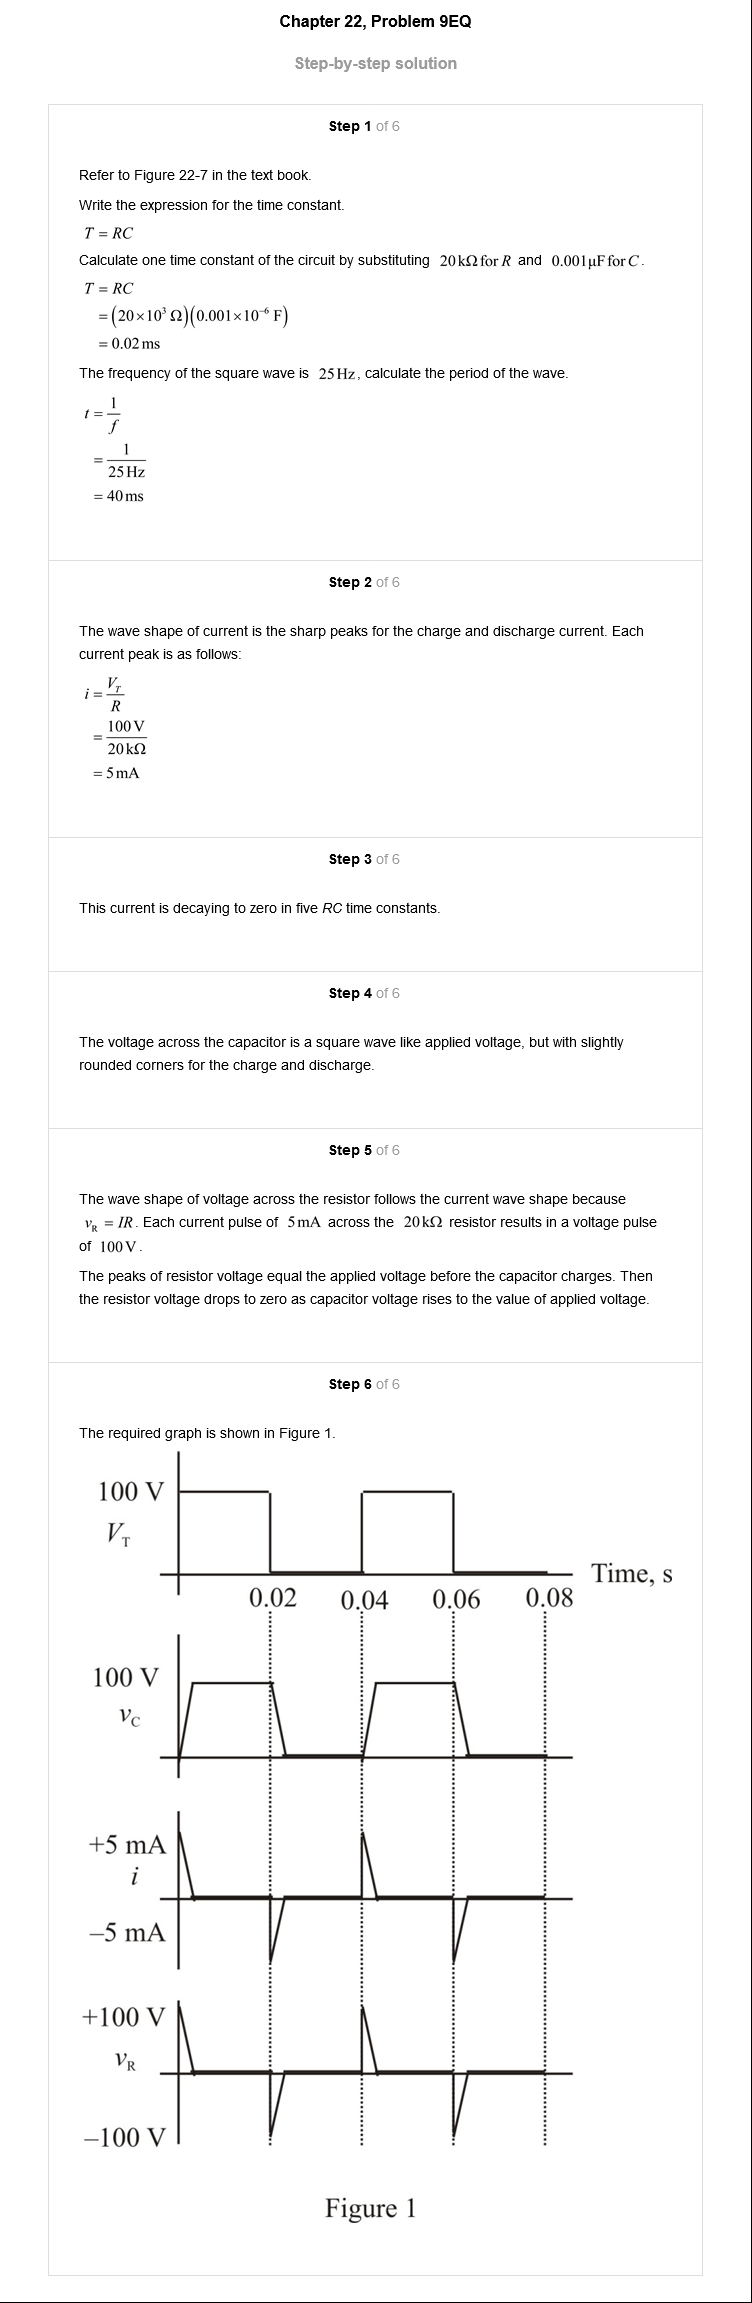 Chapter 22, Problem 9EQ
Step-by-step solution
Step 1 of 6
Refer to Figure 22-7 in the text book.
Write the expression for the time constant.
T = RC
Calculate one time constant of the circuit by substituting 20 kΩ for R and 0.001 μF for C.
T = RC
= (20×10³ Ω)(0.001×10⁻⁶ F)
= 0.02 ms
The frequency of the square wave is 25 Hz, calculate the period of the wave.
t = 1/f
= 1/25 Hz
= 40 ms
Step 2 of 6
The wave shape of current is the sharp peaks for the charge and discharge current. Each
current peak is as follows:
i = V_T/R
= 100 V/20 kΩ
= 5 mA
Step 3 of 6
This current is decaying to zero in five RC time constants.
Step 4 of 6
The voltage across the capacitor is a square wave like applied voltage, but with slightly
rounded corners for the charge and discharge.
Step 5 of 6
The wave shape of voltage across the resistor follows the current wave shape because
v_R = IR. Each current pulse of 5 mA across the 20 kΩ resistor results in a voltage pulse
of 100 V.
The peaks of resistor voltage equal the applied voltage before the capacitor charges. Then
the resistor voltage drops to zero as capacitor voltage rises to the value of applied voltage.
Step 6 of 6
The required graph is shown in Figure 1.
100 V
V_T
Time, s
0.02 0.04 0.06 0.08
100 V
v_C
+5 mA
i
–5 mA
+100 V
v_R
–100 V
Figure 1